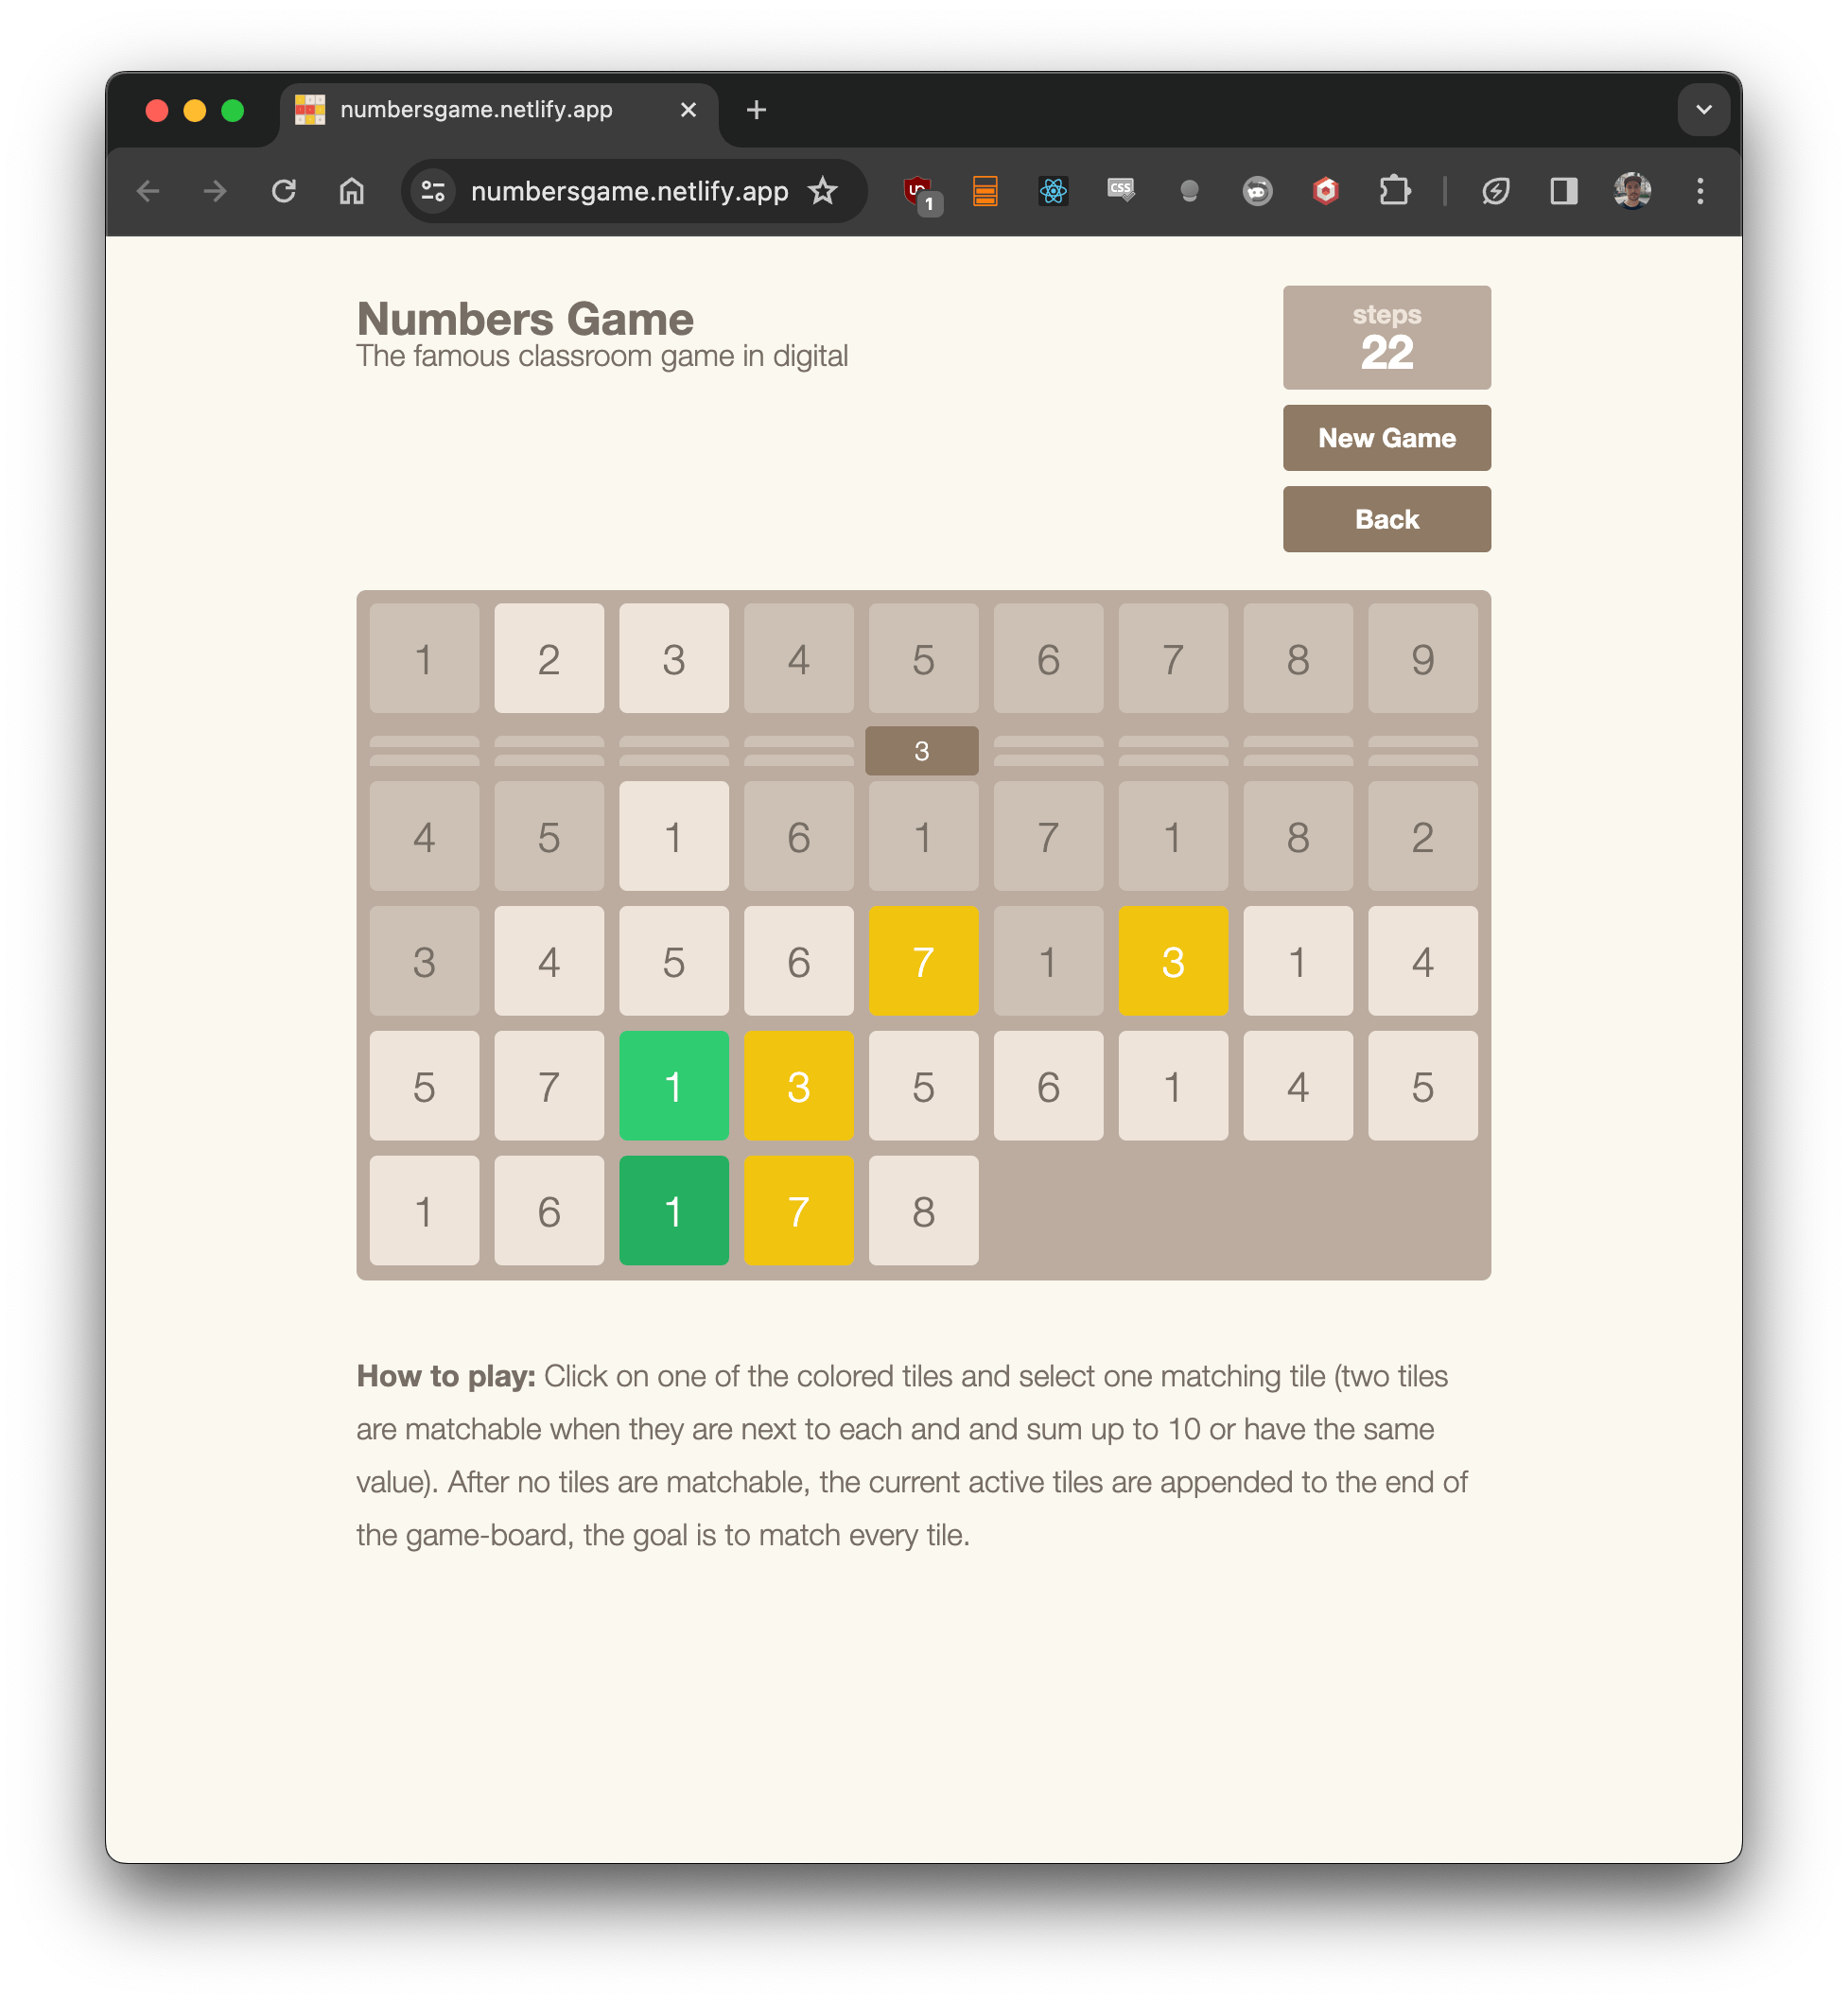 numbersgame.netlify.app
numbersgame.netlify.app
1
CSS
Numbers Game
The famous classroom game in digital
steps
22
New Game
Back
1 2 3 4 5 6 7 8 9
3
4 5 1 6 1 7 1 8 2
3 4 5 6 7 1 3 1 4
5 7 1 3 5 6 1 4 5
1 6 1 7 8
How to play: Click on one of the colored tiles and select one matching tile (two tiles
are matchable when they are next to each and and sum up to 10 or have the same
value). After no tiles are matchable, the current active tiles are appended to the end of
the game-board, the goal is to match every tile.